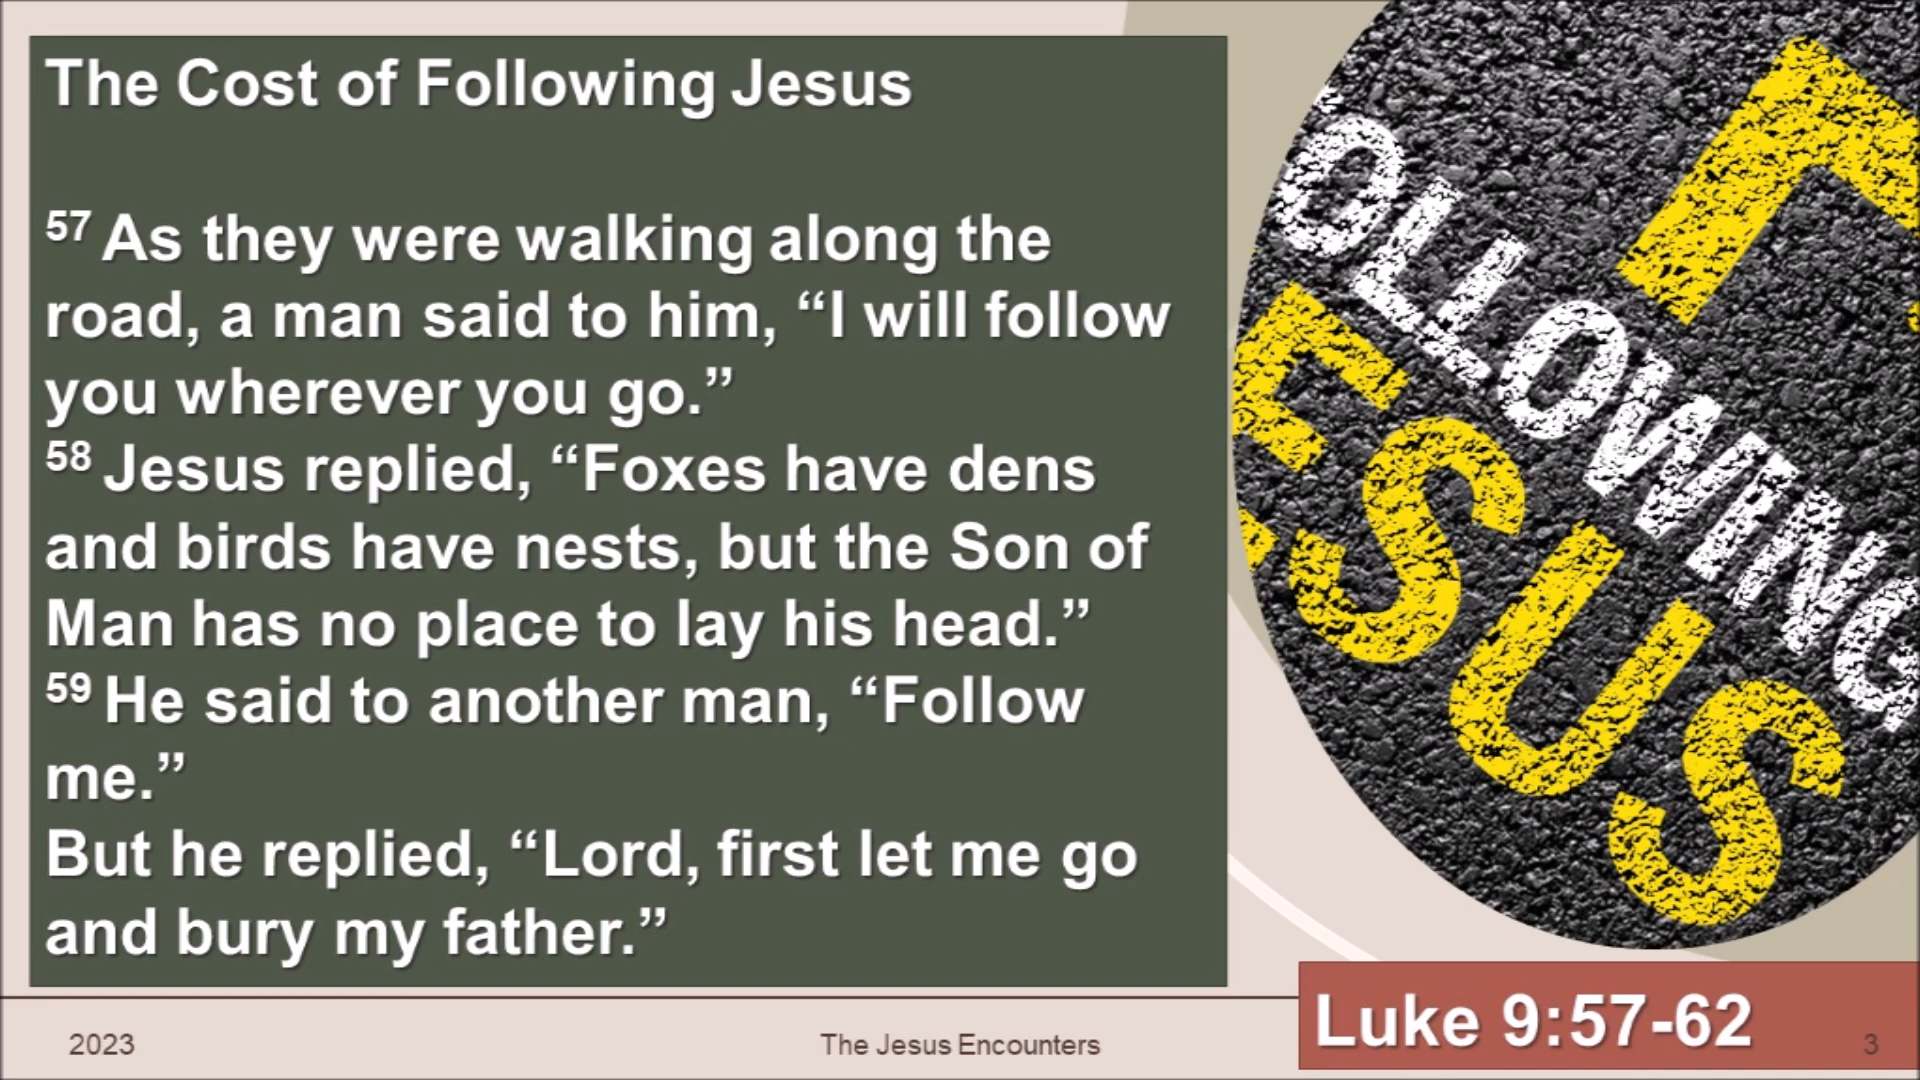 The Cost of Following Jesus
57 As they were walking along the
road, a man said to him, “I will follow
you wherever you go.”
58 Jesus replied, “Foxes have dens
and birds have nests, but the Son of
Man has no place to lay his head.”
59 He said to another man, “Follow
me.”
But he replied, “Lord, first let me go
and bury my father.”
OLLOWING
ESUS
Luke 9:57-62
2023
The Jesus Encounters
3